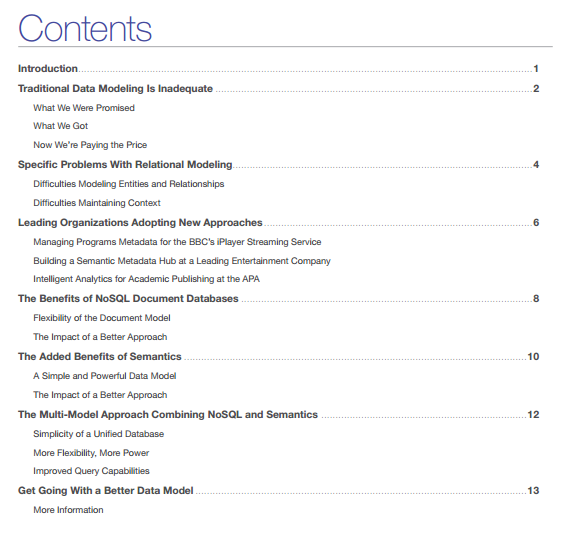 Contents
Introduction 1
Traditional Data Modeling Is Inadequate 2
What We Were Promised
What We Got
Now We're Paying the Price
Specific Problems With Relational Modeling 4
Difficulties Modeling Entities and Relationships
Difficulties Maintaining Context
Leading Organizations Adopting New Approaches 6
Managing Programs Metadata for the BBC's iPlayer Streaming Service
Building a Semantic Metadata Hub at a Leading Entertainment Company
Intelligent Analytics for Academic Publishing at the APA
The Benefits of NoSQL Document Databases 8
Flexibility of the Document Model
The Impact of a Better Approach
The Added Benefits of Semantics 10
A Simple and Powerful Data Model
The Impact of a Better Approach
The Multi-Model Approach Combining NoSQL and Semantics 12
Simplicity of a Unified Database
More Flexibility, More Power
Improved Query Capabilities
Get Going With a Better Data Model 13
More Information